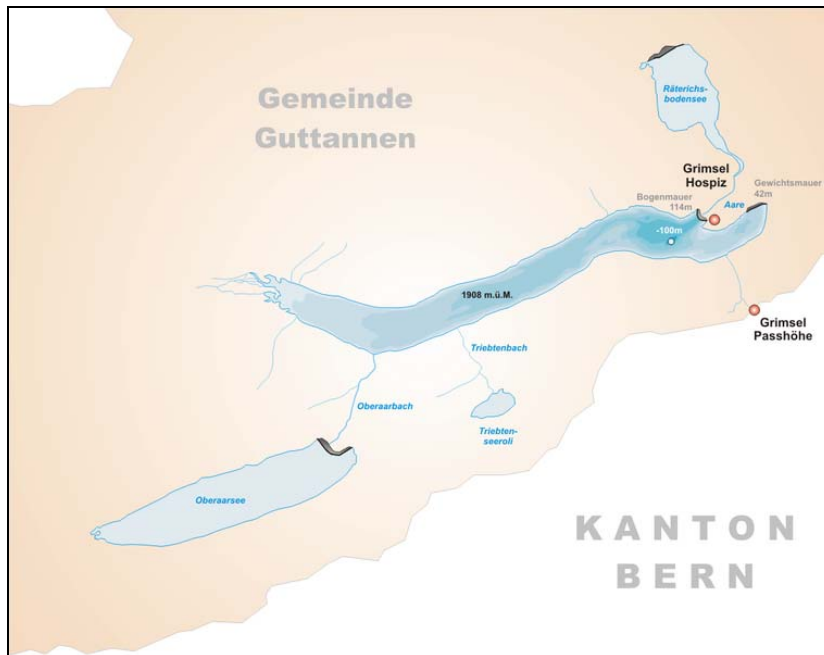 Gemeinde
Guttannen
Räterichs-
bodensee
Grimsel
Hospiz
Gewichtsmauer
42m
Bogenmauer
114m
Aare
-100m
1908 m.ü.M.
Grimsel
Passhöhe
Triebtenbach
Oberaarbach
Triebten-
seeroli
Oberaarsee
KANTON
BERN